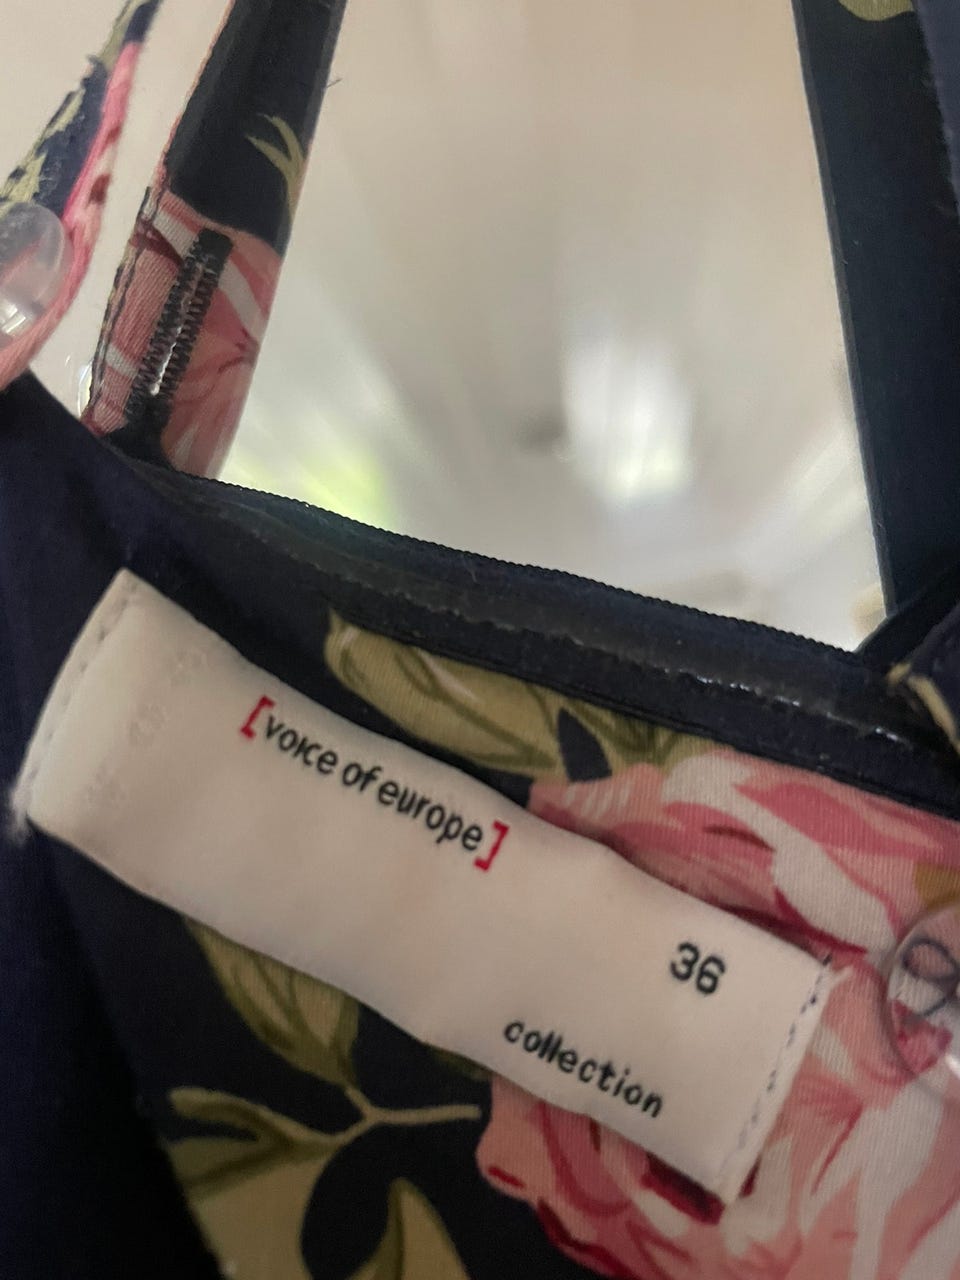 [voice of europe]
36
collection